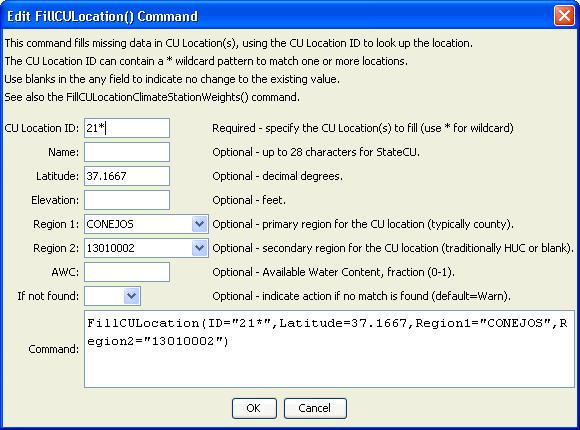 Edit FillCULocation() Command
This command fills missing data in CU Location(s), using the CU Location ID to look up the location.
The CU Location ID can contain a * wildcard pattern to match one or more locations.
Use blanks in the any field to indicate no change to the existing value.
See also the FillCULocationClimateStationWeights() command.
CU Location ID: 21* Required - specify the CU Location(s) to fill (use * for wildcard)
Name: Optional - up to 28 characters for StateCU.
Latitude: 37.1667 Optional - decimal degrees.
Elevation: Optional - feet.
Region 1: CONEJOS Optional - primary region for the CU location (typically county).
Region 2: 13010002 Optional - secondary region for the CU location (traditionally HUC or blank).
AWC: Optional - Available Water Content, fraction (0-1).
If not found: Optional - indicate action if no match is found (default=Warn).
FillCULocation(ID="21*",Latitude=37.1667,Region1="CONEJOS",R
Command: egion2="13010002")
OK Cancel